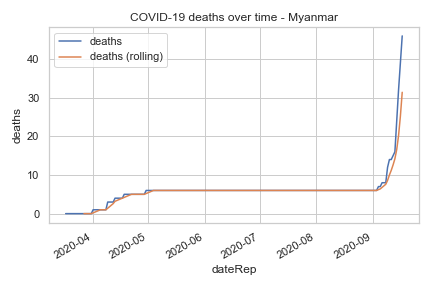 COVID-19 deaths over time - Myanmar
deaths
deaths (rolling)
deaths
40
30
20
10
0
2020-04
2020-05
2020-06
2020-07
2020-08
2020-09
dateRep